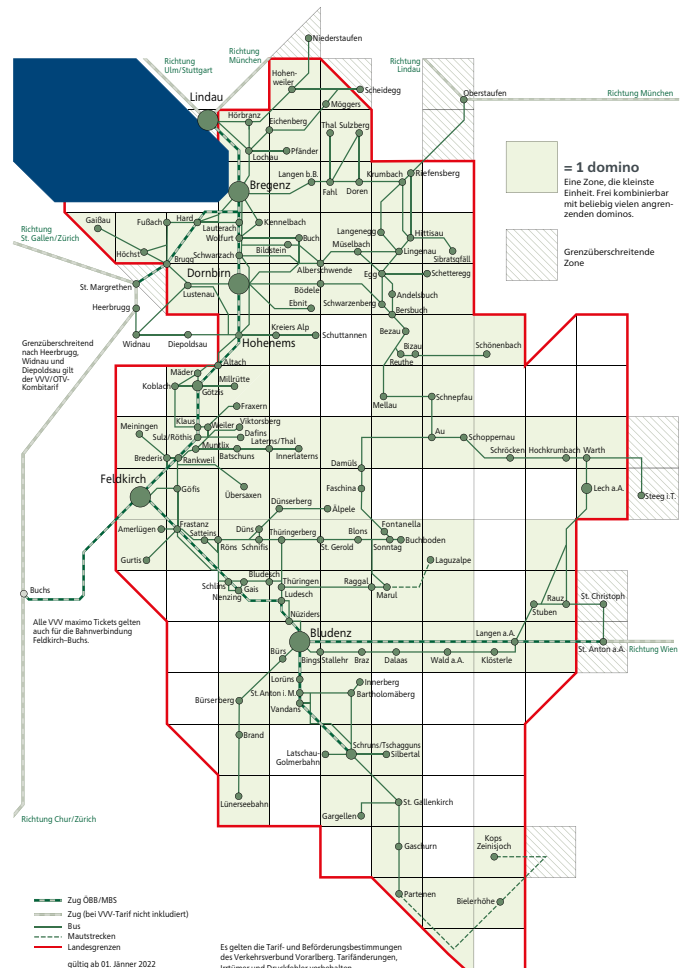 Niederstaufen
Richtung
Ulm/Stuttgart
Richtung
München
Richtung
Lindau
Hohen-
weiler
Scheidegg
Oberstaufen
Richtung München
Lindau
Möggers
Hörbranz
Eichenberg
Thal Sulzberg
Lochau
Pfänder
Langen b.B.
Krumbach
Riefensberg
Bregenz
Fahl
Doren
= 1 domino
Eine Zone, die kleinste
Einheit. Frei kombinierbar
mit beliebig vielen angren-
zenden dominos.
Grenzüberschreitende
Zone
Richtung
St. Gallen/Zürich
Gaißau
Fußach
Hard
Lauterach
Kennelbach
Wolfurt
Buch
Langenegg
Hittisau
Müselbach
Lingenau
Sibratsgfäll
Höchst
Brugg
Schwarzach
Bildstein
Alberschwende
Dornbirn
Egg
Schetteregg
St. Margrethen
Lustenau
Bödele
Andelsbuch
Heerbrugg
Ebnit
Schwarzenberg
Bersbuch
Widnau
Diepoldsau
Hohenems
Kreiers Alp
Schuttannen
Bezau
Bizau
Reuthe
Schönenbach
Grenzüberschreitend
nach Heerbrugg,
Widnau und
Diepoldsau gilt
der VVV/OTV-
Kombitarif
Altach
Mäder
Koblach
Millrütte
Götzis
Mellau
Schnepfau
Fraxern
Meiningen
Klaus
Weiler
Viktorsberg
Sulz/Röthis
Dafins
Muntlix
Laterns/Thal
Au
Schoppernau
Brederis
Rankweil
Batschuns
Innerlaterns
Schröcken
Hochkrumbach
Warth
Damüls
Feldkirch
Göfis
Übersaxen
Faschina
Lech a.A.
Steeg i.T.
Dünserberg
Älpele
Amerlügen
Frastanz
Satteins
Düns
Thüringerberg
Blons
Fontanella
Buchboden
Röns
Schnifis
St. Gerold
Sonntag
Gurtis
Laguzalpe
Buchs
Schlins
Bludesch
Gais
Nenzing
Thüringen
Ludesch
Raggal
Marul
Rauz
Stuben
St. Christoph
Alle VVV maximo Tickets gelten
auch für die Bahnverbindung
Feldkirch–Buchs.
Nüziders
Bludenz
Langen a.A.
St. Anton a.A.
Richtung Wien
Bürs
Bings
Stallehr
Braz
Dalaas
Wald a.A.
Klösterle
Lorüns
Innerberg
St.Anton i. M.
Bartholomäberg
Bürserberg
Vandans
Brand
Schruns/Tschagguns
Latschau-
Golmerbahn
Silbertal
Lünerseebahn
St. Gallenkirch
Gargellen
Richtung Chur/Zürich
Gaschurn
Kops
Zeinisjoch
Partenen
Bielerhöhe
Zug ÖBB/MBS
Zug (bei VVV-Tarif nicht inkludiert)
Bus
Mautstrecken
Landesgrenzen
gültig ab 01. Jänner 2022
Es gelten die Tarif- und Beförderungsbestimmungen
des Verkehrsverbund Vorarlberg. Tarifänderungen,
Irrtümer und Druckfehler vorbehalten.